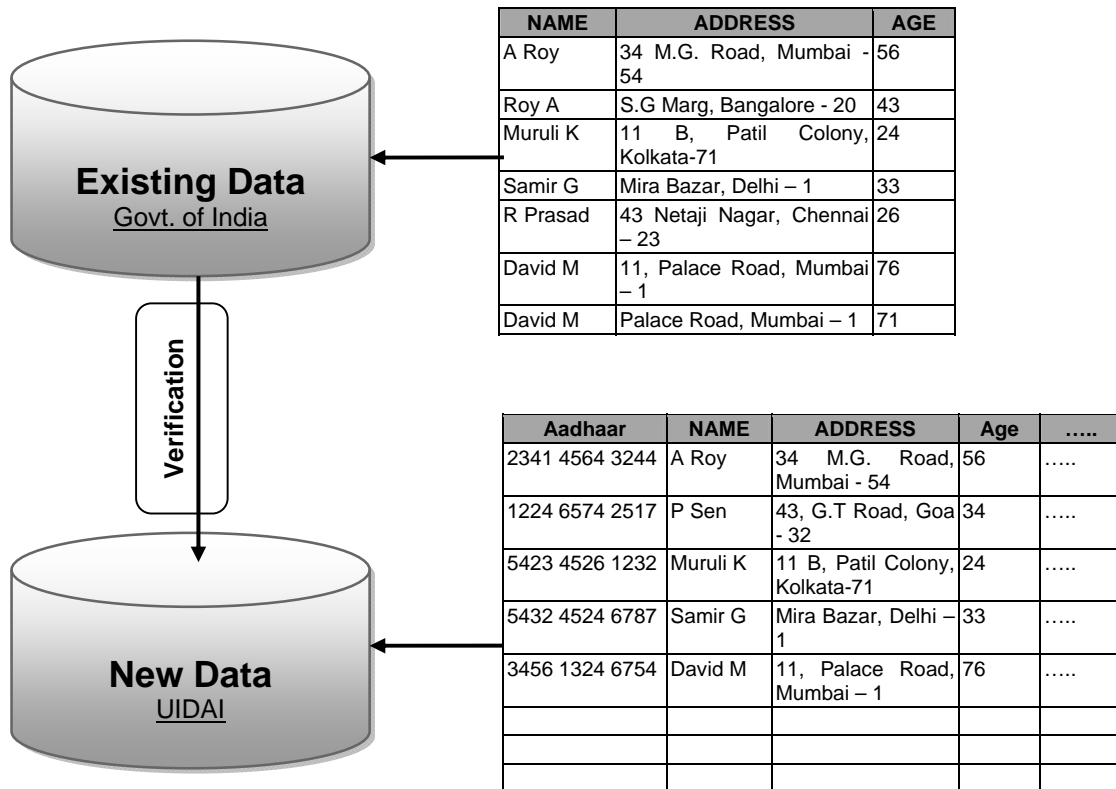 NAME ADDRESS AGE
A Roy 34 M.G. Road, Mumbai - 56
54
Roy A S.G Marg, Bangalore - 20 43
Muruli K 11 B, Patil Colony, 24
Kolkata-71
Samir G Mira Bazar, Delhi – 1 33
R Prasad 43 Netaji Nagar, Chennai 26
– 23
David M 11, Palace Road, Mumbai 76
– 1
David M Palace Road, Mumbai – 1 71
Existing Data
Govt. of India
Verification
Aadhaar NAME ADDRESS Age …..
2341 4564 3244 A Roy 34 M.G. Road, 56 …..
Mumbai - 54
1224 6574 2517 P Sen 43, G.T Road, Goa 34 …..
- 32
5423 4526 1232 Muruli K 11 B, Patil Colony, 24 …..
Kolkata-71
5432 4524 6787 Samir G Mira Bazar, Delhi – 33 …..
1
3456 1324 6754 David M 11, Palace Road, 76 …..
Mumbai – 1
New Data
UIDAI